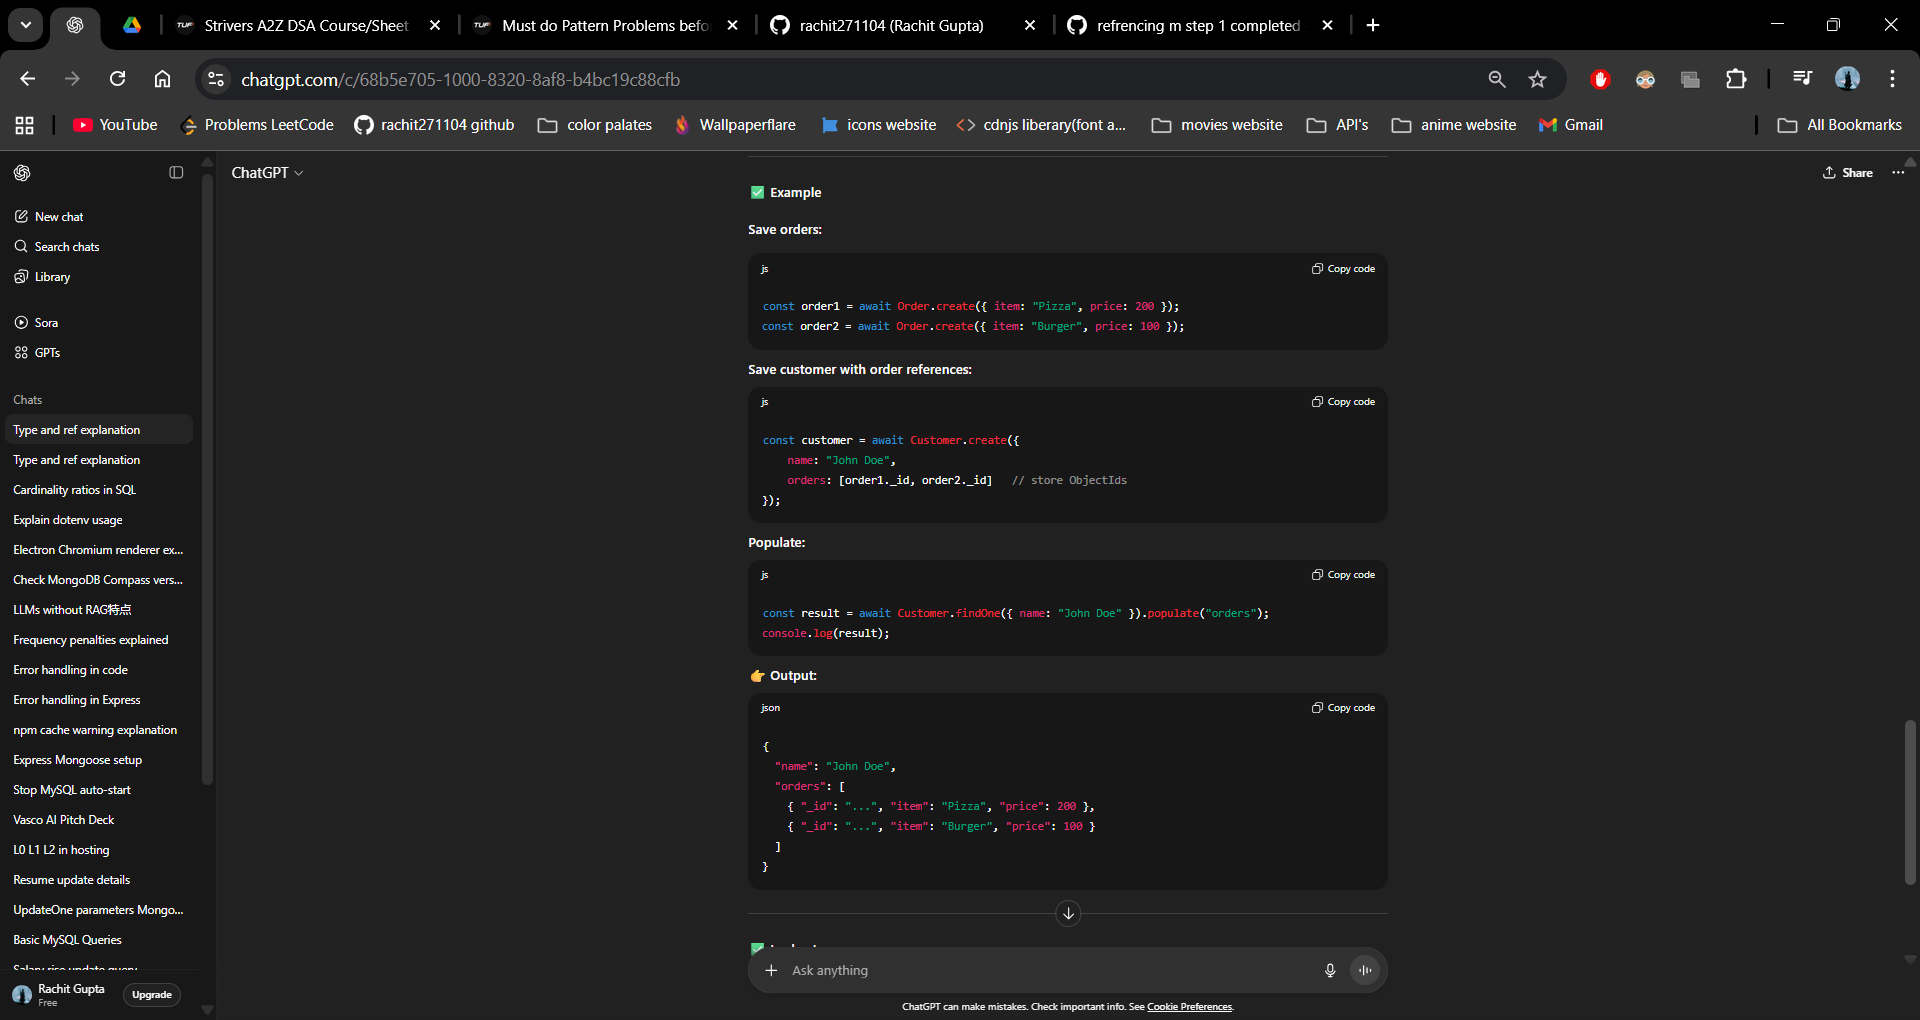 Strivers A2Z DSA Course/Sheet
Must do Pattern Problems befo
rachit271104 (Rachit Gupta)
refrencing m step 1 completed
chatgpt.com/c/68b5e705-1000-8320-8af8-b4bc19c88cfb
YouTube
Problems LeetCode
rachit271104 github
color palates
Wallpaperflare
icons website
cdnjs liberary(font a...
movies website
API's
anime website
Gmail
All Bookmarks
ChatGPT
Share
New chat
Search chats
Library
Sora
GPTs
Chats
Type and ref explanation
Type and ref explanation
Cardinality ratios in SQL
Explain dotenv usage
Electron Chromium renderer ex...
Check MongoDB Compass vers...
LLMs without RAG特点
Frequency penalties explained
Error handling in code
Error handling in Express
npm cache warning explanation
Express Mongoose setup
Stop MySQL auto-start
Vasco AI Pitch Deck
L0 L1 L2 in hosting
Resume update details
UpdateOne parameters Mongo...
Basic MySQL Queries
Salary rise update query
Rachit Gupta
Free
Upgrade
✅ Example
Save orders:
js
Copy code
const order1 = await Order.create({ item: "Pizza", price: 200 });
const order2 = await Order.create({ item: "Burger", price: 100 });
Save customer with order references:
js
Copy code
const customer = await Customer.create({
name: "John Doe",
orders: [order1._id, order2._id]   // store ObjectIds
});
Populate:
js
Copy code
const result = await Customer.findOne({ name: "John Doe" }).populate("orders");
console.log(result);
👉 Output:
json
Copy code
{
"name": "John Doe",
"orders": [
{ "_id": "...", "item": "Pizza", "price": 200 },
{ "_id": "...", "item": "Burger", "price": 100 }
]
}
Ask anything
ChatGPT can make mistakes. Check important info. See Cookie Preferences.